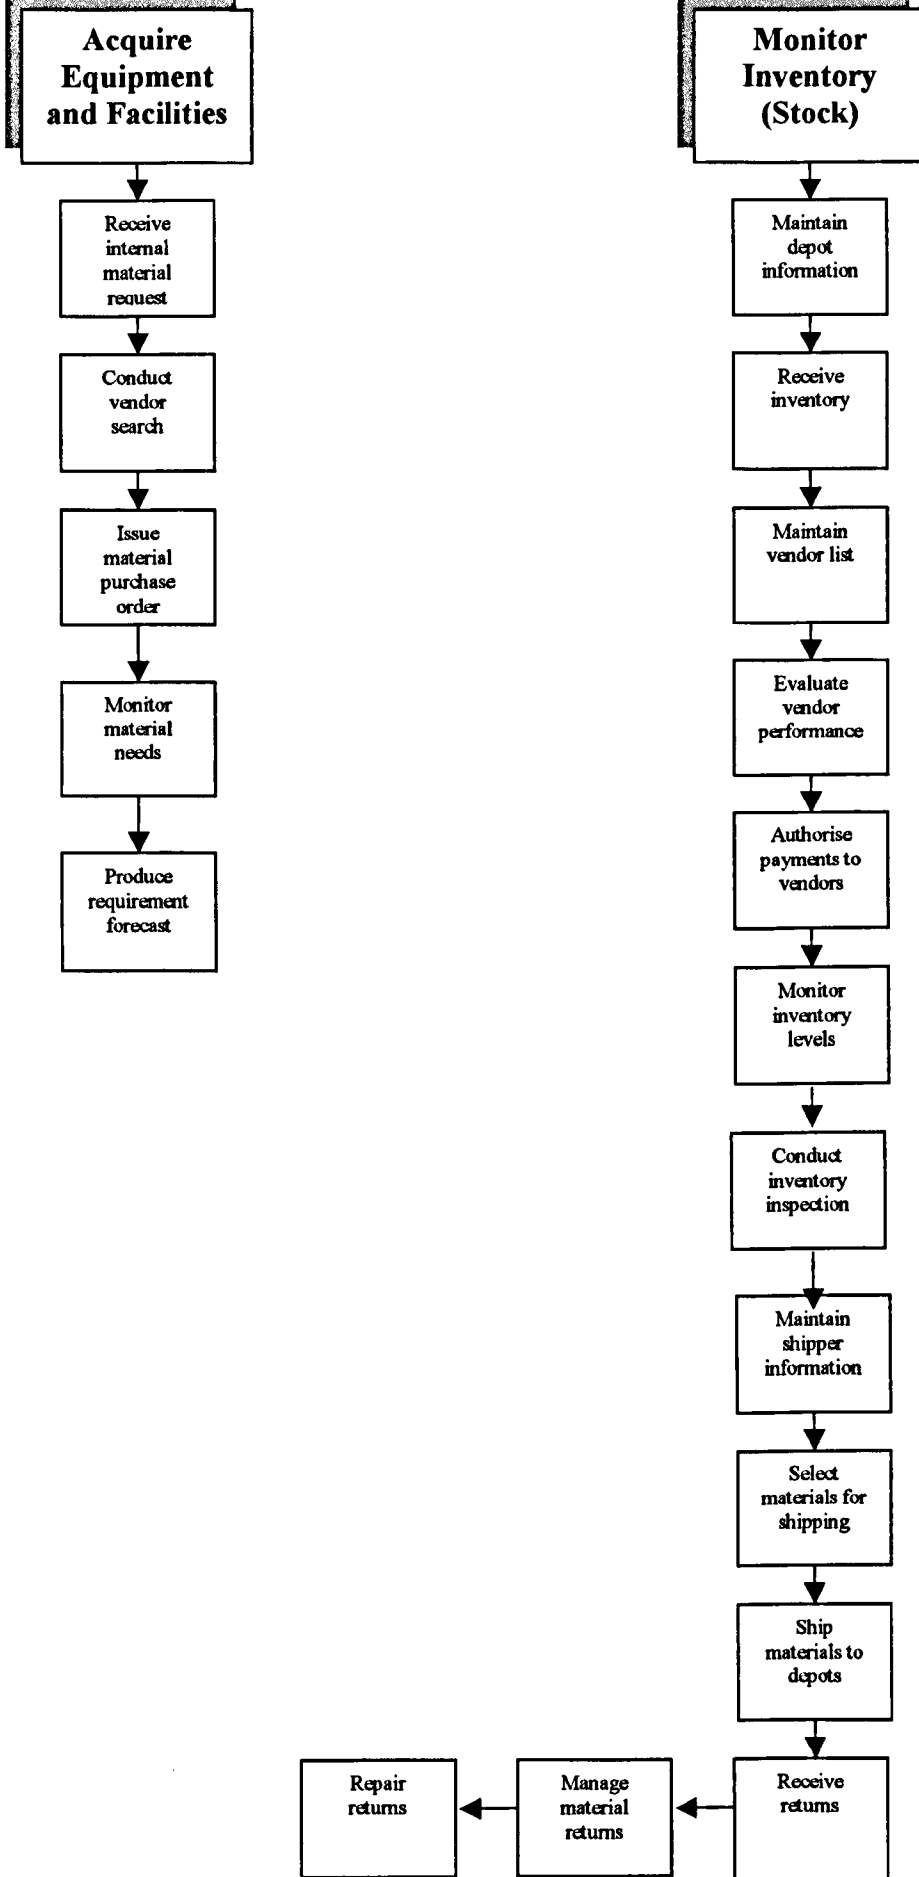 Acquire
Equipment
and Facilities
Receive
internal
material
request
Conduct
vendor
search
Issue
material
purchase
order
Monitor
material
needs
Produce
requirement
forecast
Monitor
Inventory
(Stock)
Maintain
depot
information
Receive
inventory
Maintain
vendor list
Evaluate
vendor
performance
Authorise
payments to
vendors
Monitor
inventory
levels
Conduct
inventory
inspection
Maintain
shipper
information
Select
materials for
shipping
Ship
materials to
depots
Receive
returns
Manage
material
returns
Repair
returns